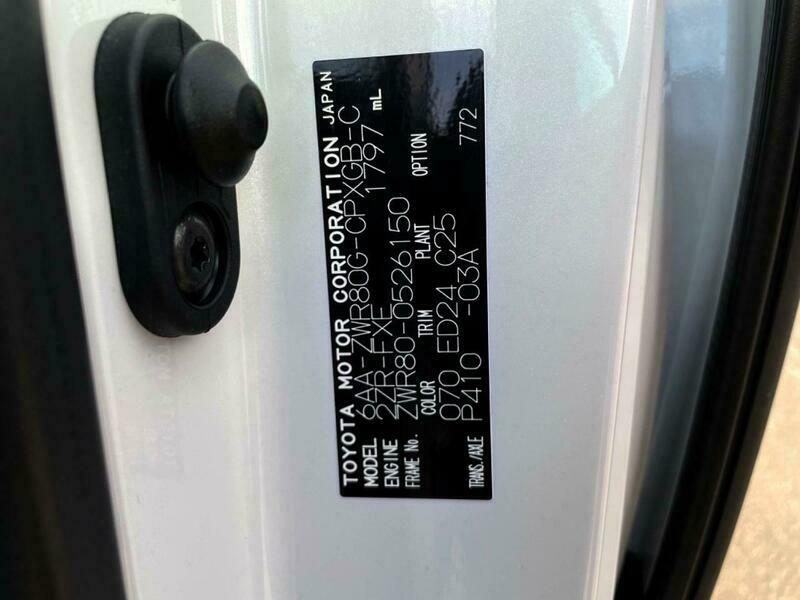 TOYOTA MOTOR CORPORATION JAPAN
MODEL 6AA-ZWR80G-CPXGB-C
ENGINE 2ZR-FXE 1797 mL
FRAME No. ZWR80-0526150
COLOR TRIM PLANT OPTION
070 ED24 C25 772
TRANS./AXLE P410 -03A